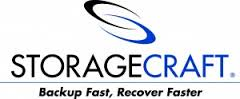 STORAGECRAFT®
Backup Fast, Recover Faster